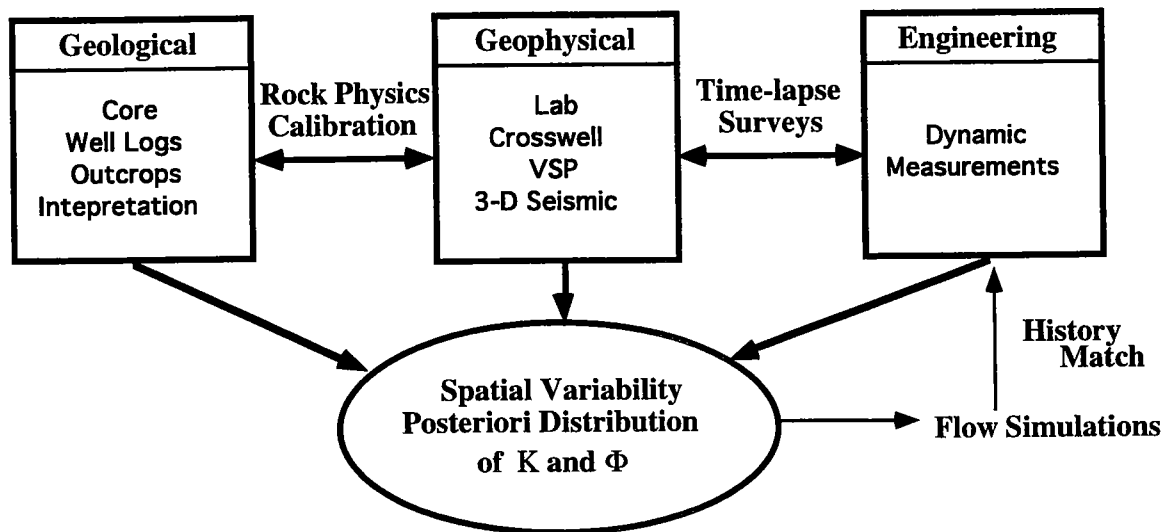 Geological
Core
Well Logs
Outcrops
Intepretation
Rock Physics
Calibration
Geophysical
Lab
Crosswell
VSP
3-D Seismic
Time-lapse
Surveys
Engineering
Dynamic
Measurements
Spatial Variability
Posteriori Distribution
of K and Φ
Flow Simulations
History
Match